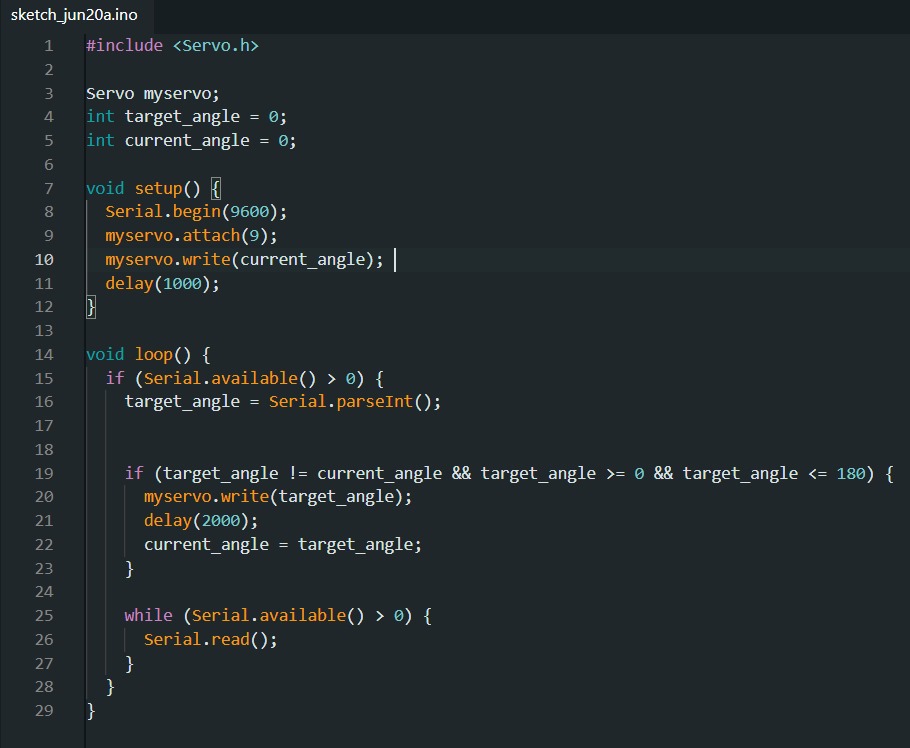 sketch_jun20a.ino
1 #include <Servo.h>
2
3 Servo myservo;
4 int target_angle = 0;
5 int current_angle = 0;
6
7 void setup() {
8   Serial.begin(9600);
9   myservo.attach(9);
10   myservo.write(current_angle);
11   delay(1000);
12 }
13
14 void loop() {
15   if (Serial.available() > 0) {
16     target_angle = Serial.parseInt();
17
18
19     if (target_angle != current_angle && target_angle >= 0 && target_angle <= 180) {
20       myservo.write(target_angle);
21       delay(2000);
22       current_angle = target_angle;
23     }
24
25     while (Serial.available() > 0) {
26       Serial.read();
27     }
28   }
29 }